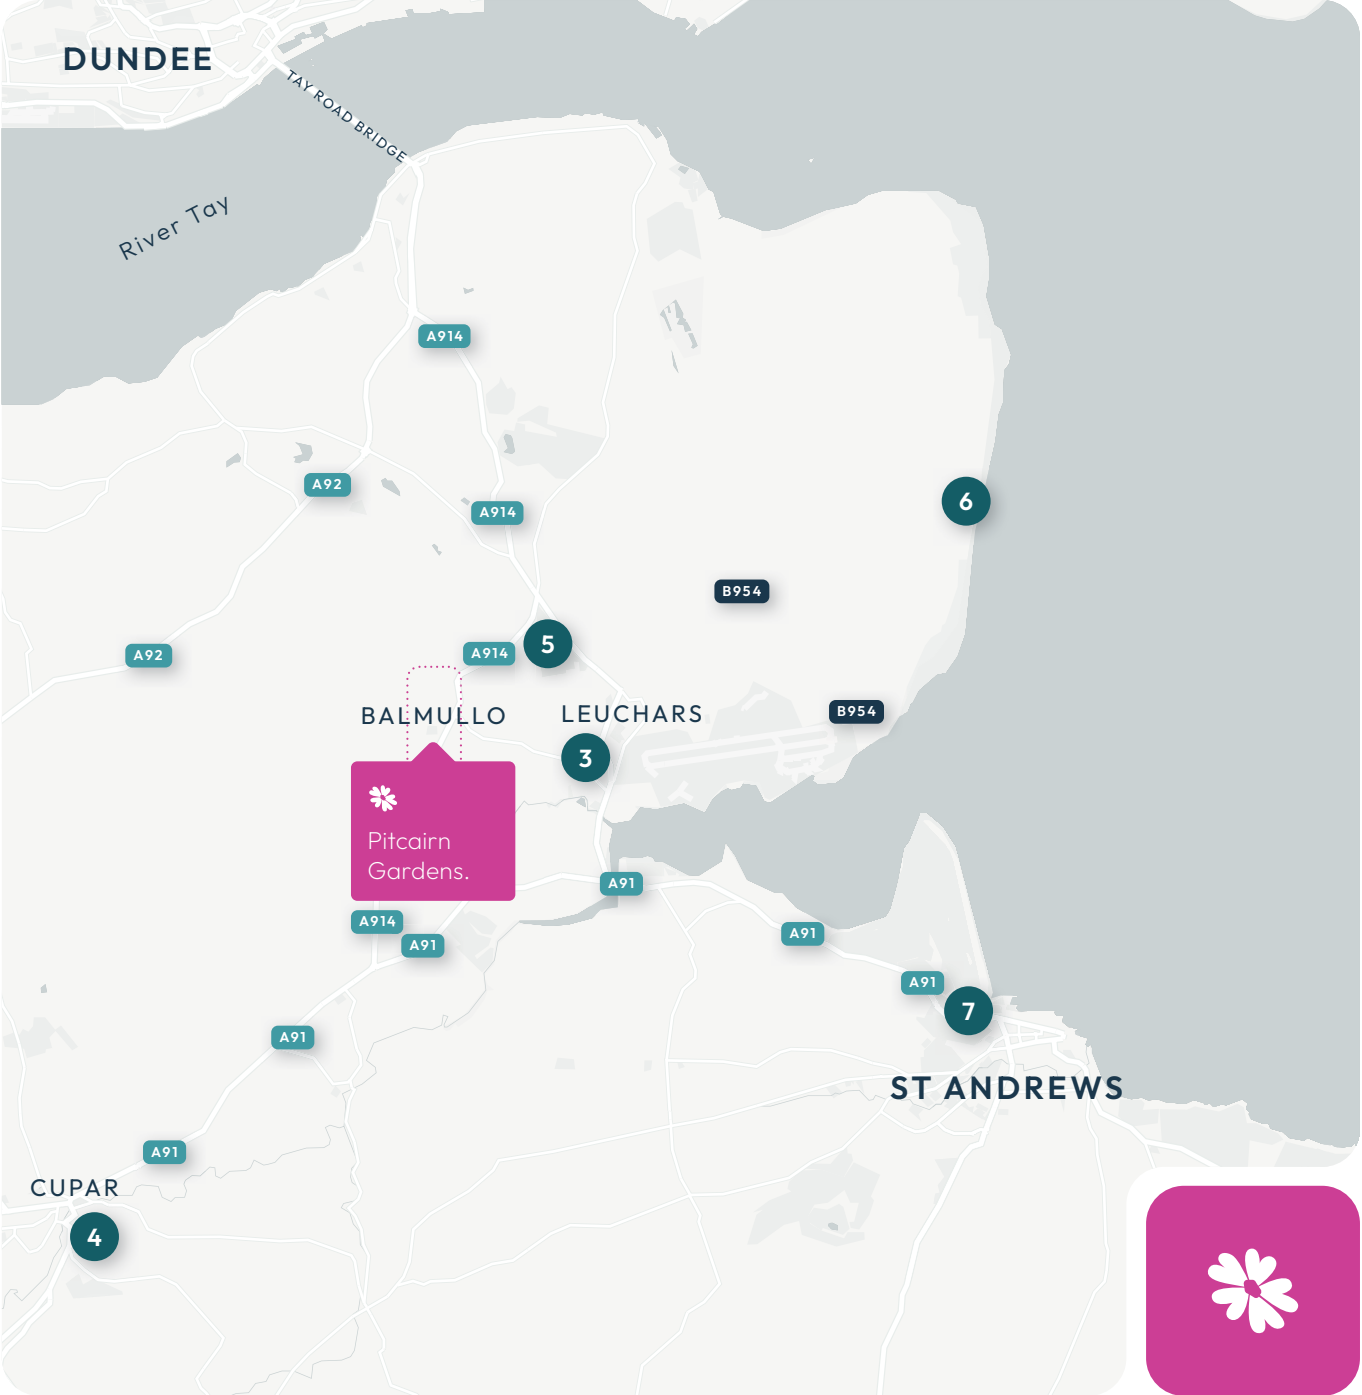 DUNDEE
TAY ROAD BRIDGE
River Tay
A914
A92
A914
6
B954
A92
A914
5
BALMULLO
LEUCHARS
B954
3
Pitcairn
Gardens.
A91
A914
A91
A91
A91
7
A91
ST ANDREWS
A91
CUPAR
4